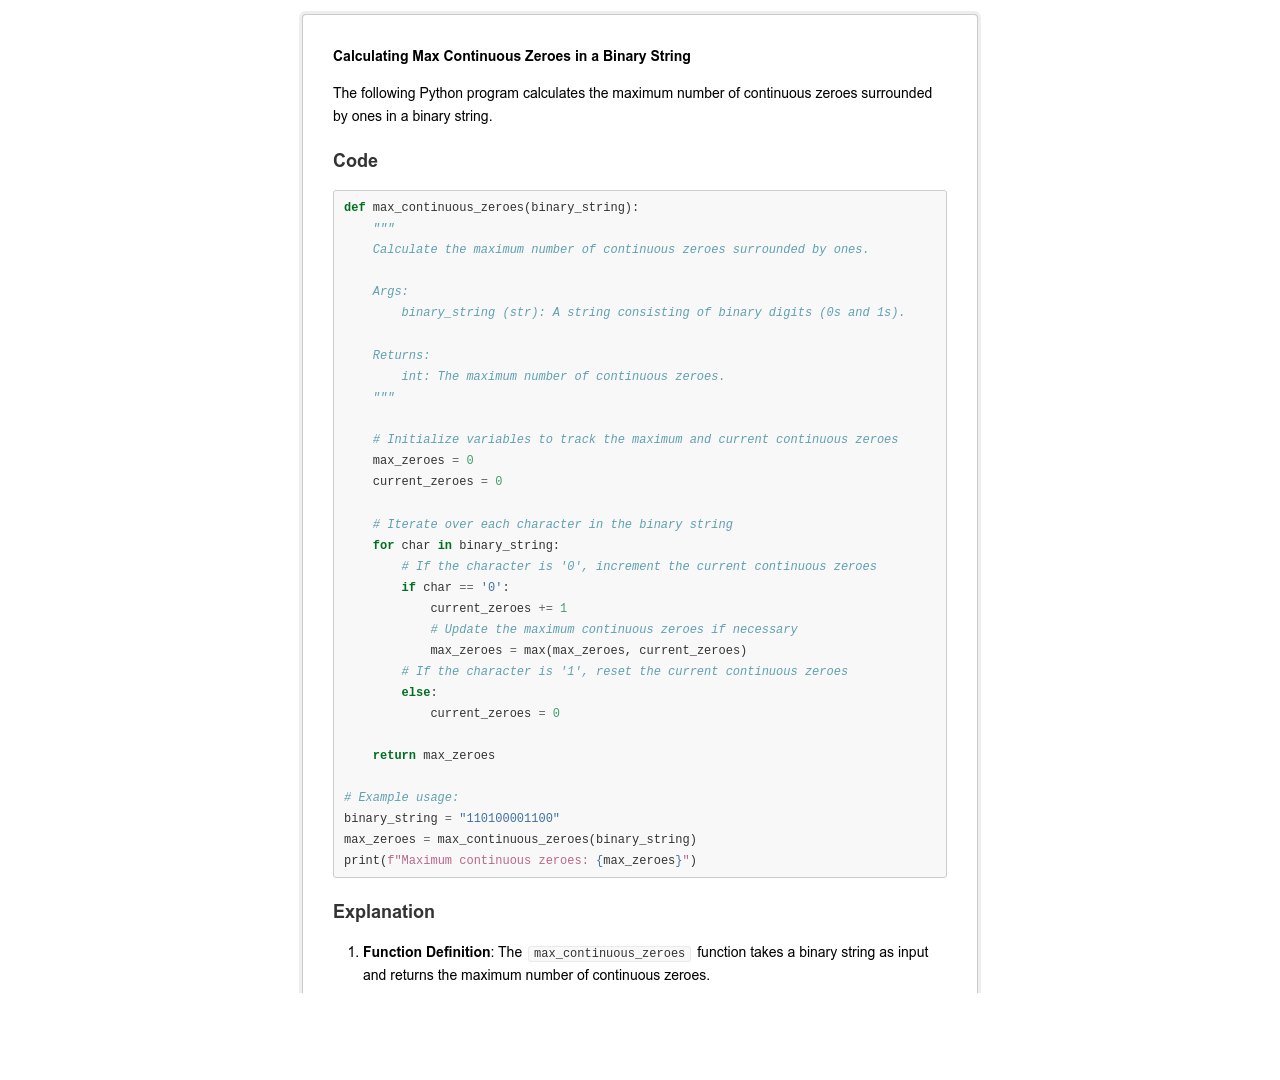 Calculating Max Continuous Zeroes in a Binary String
The following Python program calculates the maximum number of continuous zeroes surrounded
by ones in a binary string.
Code
def max_continuous_zeroes(binary_string):
    """
    Calculate the maximum number of continuous zeroes surrounded by ones.

    Args:
        binary_string (str): A string consisting of binary digits (0s and 1s).

    Returns:
        int: The maximum number of continuous zeroes.
    """

    # Initialize variables to track the maximum and current continuous zeroes
    max_zeroes = 0
    current_zeroes = 0

    # Iterate over each character in the binary string
    for char in binary_string:
        # If the character is '0', increment the current continuous zeroes
        if char == '0':
            current_zeroes += 1
            # Update the maximum continuous zeroes if necessary
            max_zeroes = max(max_zeroes, current_zeroes)
        # If the character is '1', reset the current continuous zeroes
        else:
            current_zeroes = 0

    return max_zeroes

# Example usage:
binary_string = "110100001100"
max_zeroes = max_continuous_zeroes(binary_string)
print(f"Maximum continuous zeroes: {max_zeroes}")
Explanation
1. Function Definition: The max_continuous_zeroes function takes a binary string as input
and returns the maximum number of continuous zeroes.